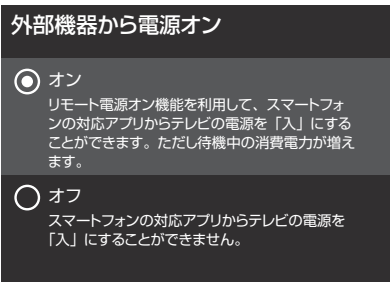 外部機器から電源オン
オン
リモート電源オン機能を利用して、スマートフォ
ンの対応アプリからテレビの電源を「入」にする
ことができます。ただし待機中の消費電力が増え
ます。
オフ
スマートフォンの対応アプリからテレビの電源を
「入」にすることができません。